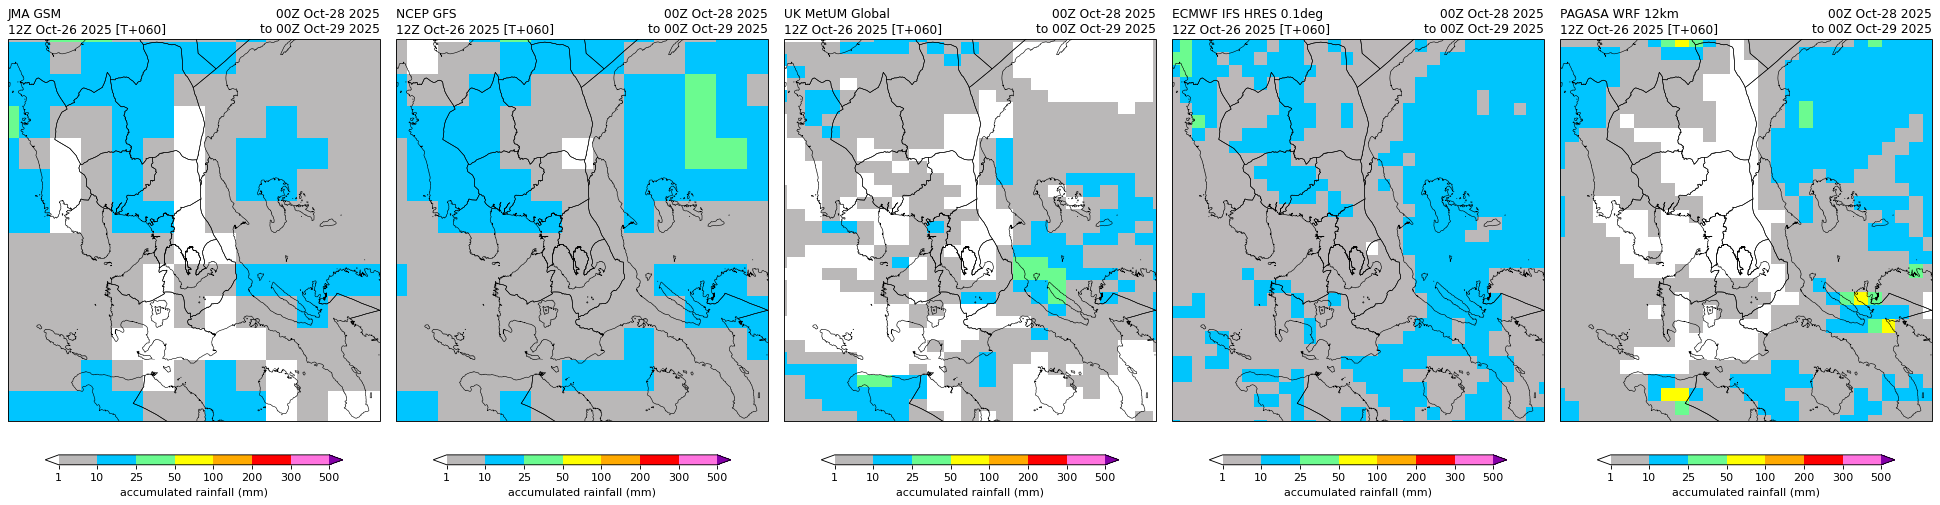 JMA GSM 00Z Oct-28 2025
12Z Oct-26 2025 [T+060] to 00Z Oct-29 2025
1 10 25 50 100 200 300 500
accumulated rainfall (mm)
NCEP GFS 00Z Oct-28 2025
12Z Oct-26 2025 [T+060] to 00Z Oct-29 2025
1 10 25 50 100 200 300 500
accumulated rainfall (mm)
UK MetUM Global 00Z Oct-28 2025
12Z Oct-26 2025 [T+060] to 00Z Oct-29 2025
1 10 25 50 100 200 300 500
accumulated rainfall (mm)
ECMWF IFS HRES 0.1deg 00Z Oct-28 2025
12Z Oct-26 2025 [T+060] to 00Z Oct-29 2025
1 10 25 50 100 200 300 500
accumulated rainfall (mm)
PAGASA WRF 12km 00Z Oct-28 2025
12Z Oct-26 2025 [T+060] to 00Z Oct-29 2025
1 10 25 50 100 200 300 500
accumulated rainfall (mm)